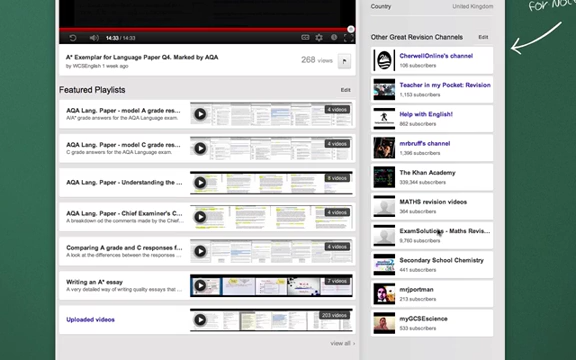 Country
United Kingdom
for No
14:33 / 14:33
A* Exemplar for Language Paper Q4. Marked by AQA
by WCSEnglish 1 week ago
268 views
Featured Playlists
Edit
AQA Lang. Paper - model A grade res...
A/A* grade answers for the AQA Language exam.
4 videos
AQA Lang. Paper - model C grade res...
C grade answers for the AQA Language exam.
4 videos
AQA Lang. Paper - Understanding the ...
8 videos
AQA Lang. Paper - Chief Examiner's C...
A breakdown od the comments made by the Chief...
4 videos
Comparing A grade and C responses f...
A look at the differences between the respons...
4 videos
Writing an A* essay
A very detailed way of writing quality essays that a...
7 videos
Uploaded videos
203 videos
view all
Other Great Revision Channels
Edit
CherwellOnline's channel
106 subscribers
Teacher in my Pocket: Revision
1,153 subscribers
Help with English!
862 subscribers
mrbruff's channel
1,396 subscribers
The Khan Academy
339,344 subscribers
MATHS revision videos
364 subscribers
ExamSolutions - Maths Revis...
9,760 subscribers
Secondary School Chemistry
441 subscribers
mrjportman
213 subscribers
myGCSEscience
533 subscribers